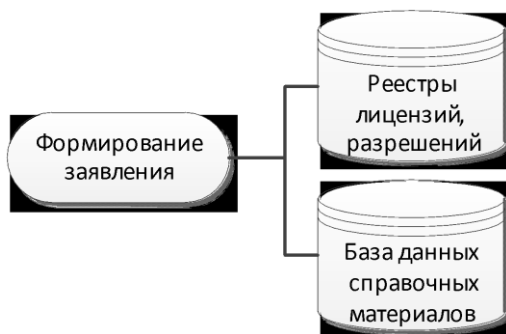 Формирование
заявления
Реестры
лицензий,
разрешений
База данных
справочных
материалов